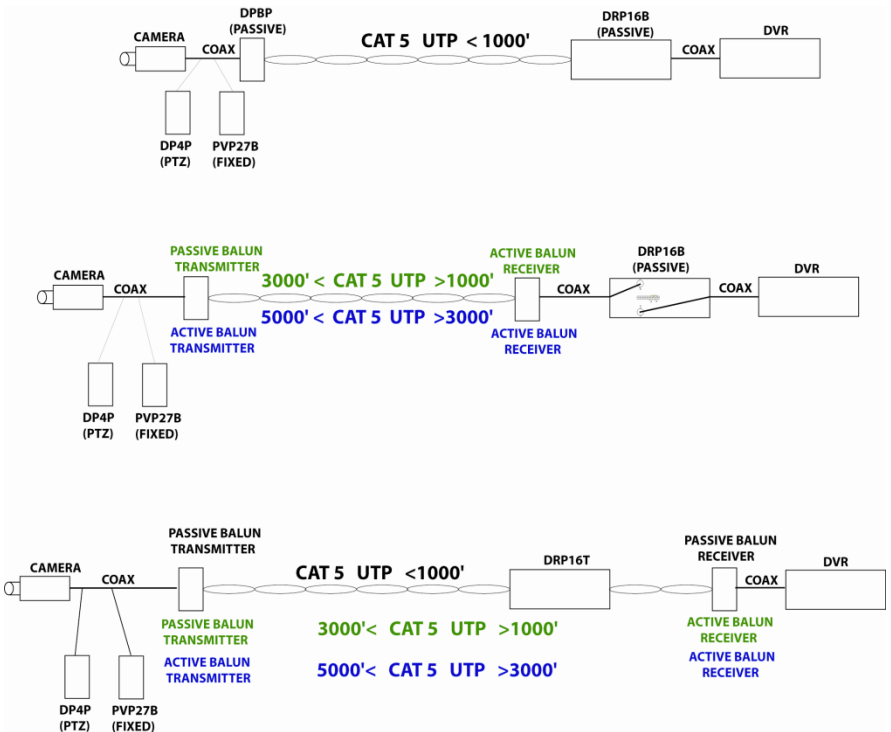 DPBP
(PASSIVE)
CAMERA
COAX
CAT 5 UTP < 1000'
DRP16B
(PASSIVE)
COAX
DVR
DP4P
(PTZ)
PVP27B
(FIXED)
PASSIVE BALUN
TRANSMITTER
ACTIVE BALUN
RECEIVER
DRP16B
(PASSIVE)
CAMERA
COAX
3000' < CAT 5 UTP >1000'
COAX
COAX
DVR
5000' < CAT 5 UTP >3000'
ACTIVE BALUN
TRANSMITTER
ACTIVE BALUN
RECEIVER
DP4P
(PTZ)
PVP27B
(FIXED)
PASSIVE BALUN
TRANSMITTER
PASSIVE BALUN
RECEIVER
CAMERA
COAX
CAT 5 UTP <1000'
DRP16T
COAX
DVR
PASSIVE BALUN
TRANSMITTER
3000'< CAT 5 UTP >1000'
ACTIVE BALUN
RECEIVER
ACTIVE BALUN
TRANSMITTER
5000'< CAT 5 UTP >3000'
ACTIVE BALUN
RECEIVER
DP4P
(PTZ)
PVP27B
(FIXED)